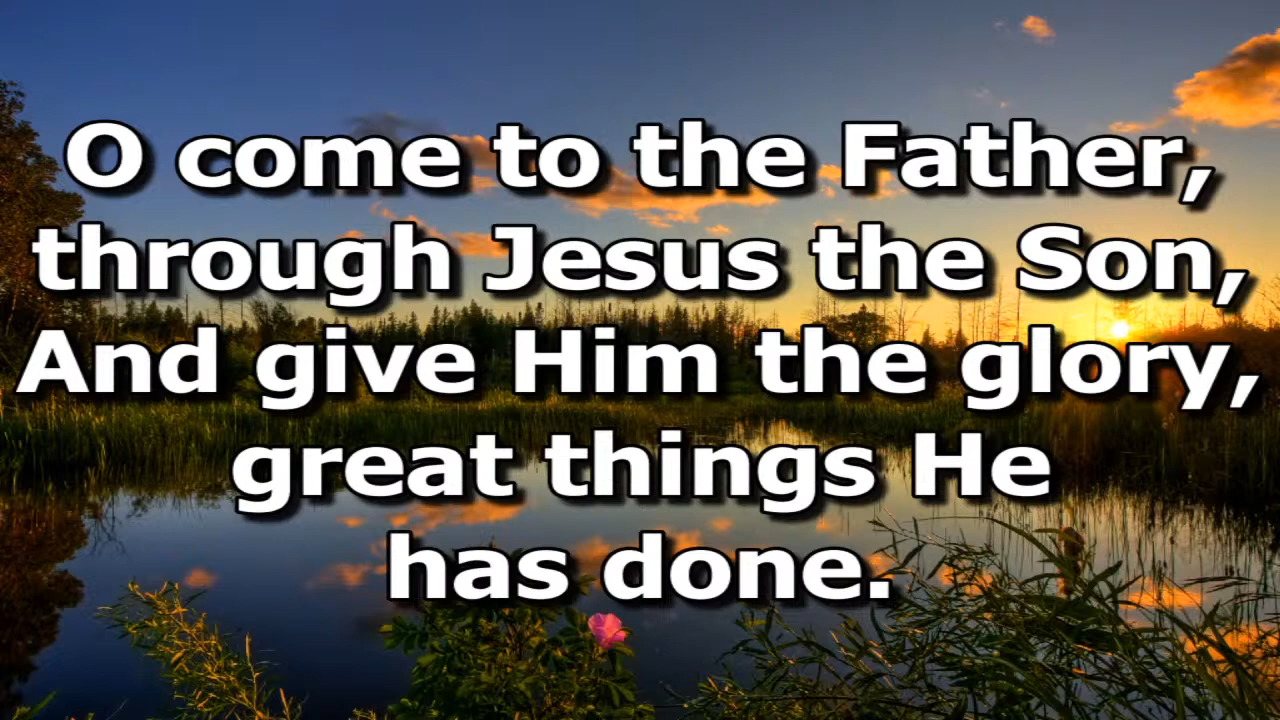 O come to the Father,
through Jesus the Son,
And give Him the glory,
great things He
has done.